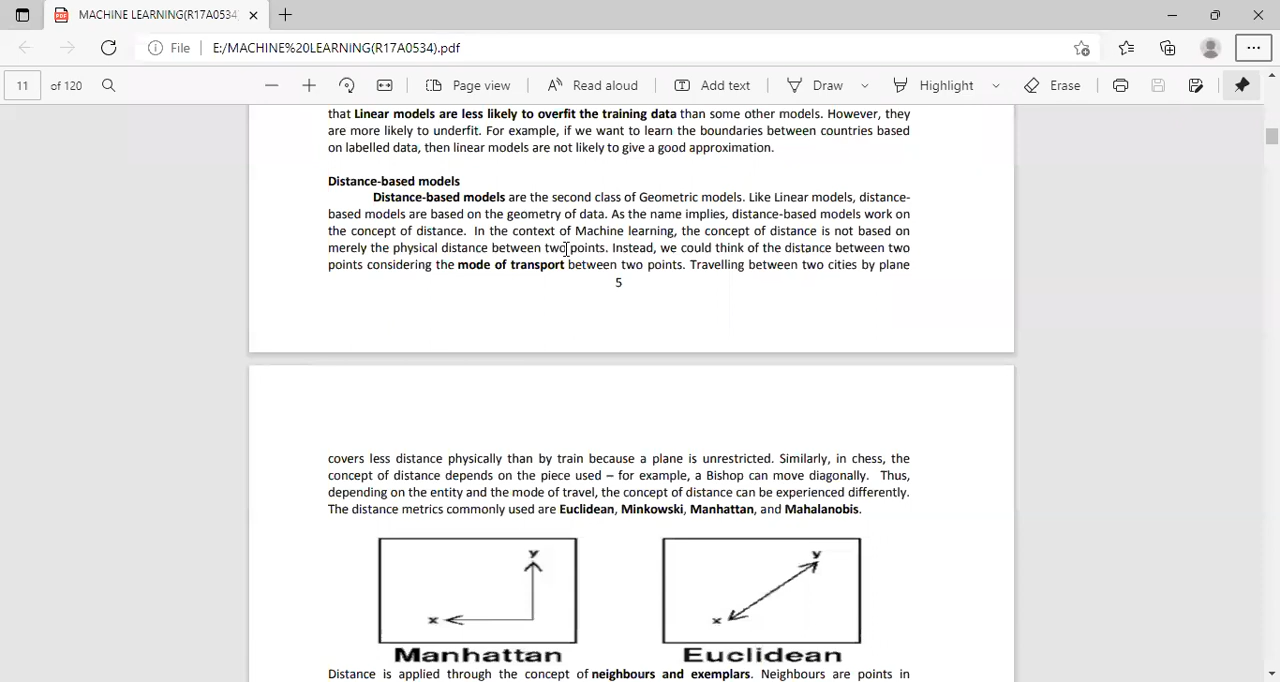 MACHINE LEARNING(R17A0534
File
E:/MACHINE%20LEARNING(R17A0534).pdf
11 of 120
Page view
Read aloud
Add text
Draw
Highlight
Erase
that Linear models are less likely to overfit the training data than some other models. However, they
are more likely to underfit. For example, if we want to learn the boundaries between countries based
on labelled data, then linear models are not likely to give a good approximation.
Distance-based models
Distance-based models are the second class of Geometric models. Like Linear models, distance-
based models are based on the geometry of data. As the name implies, distance-based models work on
the concept of distance. In the context of Machine learning, the concept of distance is not based on
merely the physical distance between two points. Instead, we could think of the distance between two
points considering the mode of transport between two points. Travelling between two cities by plane
5
covers less distance physically than by train because a plane is unrestricted. Similarly, in chess, the
concept of distance depends on the piece used – for example, a Bishop can move diagonally. Thus,
depending on the entity and the mode of travel, the concept of distance can be experienced differently.
The distance metrics commonly used are Euclidean, Minkowski, Manhattan, and Mahalanobis.
y
x
Manhattan
y
x
Euclidean
Distance is applied through the concept of neighbours and exemplars. Neighbours are points in